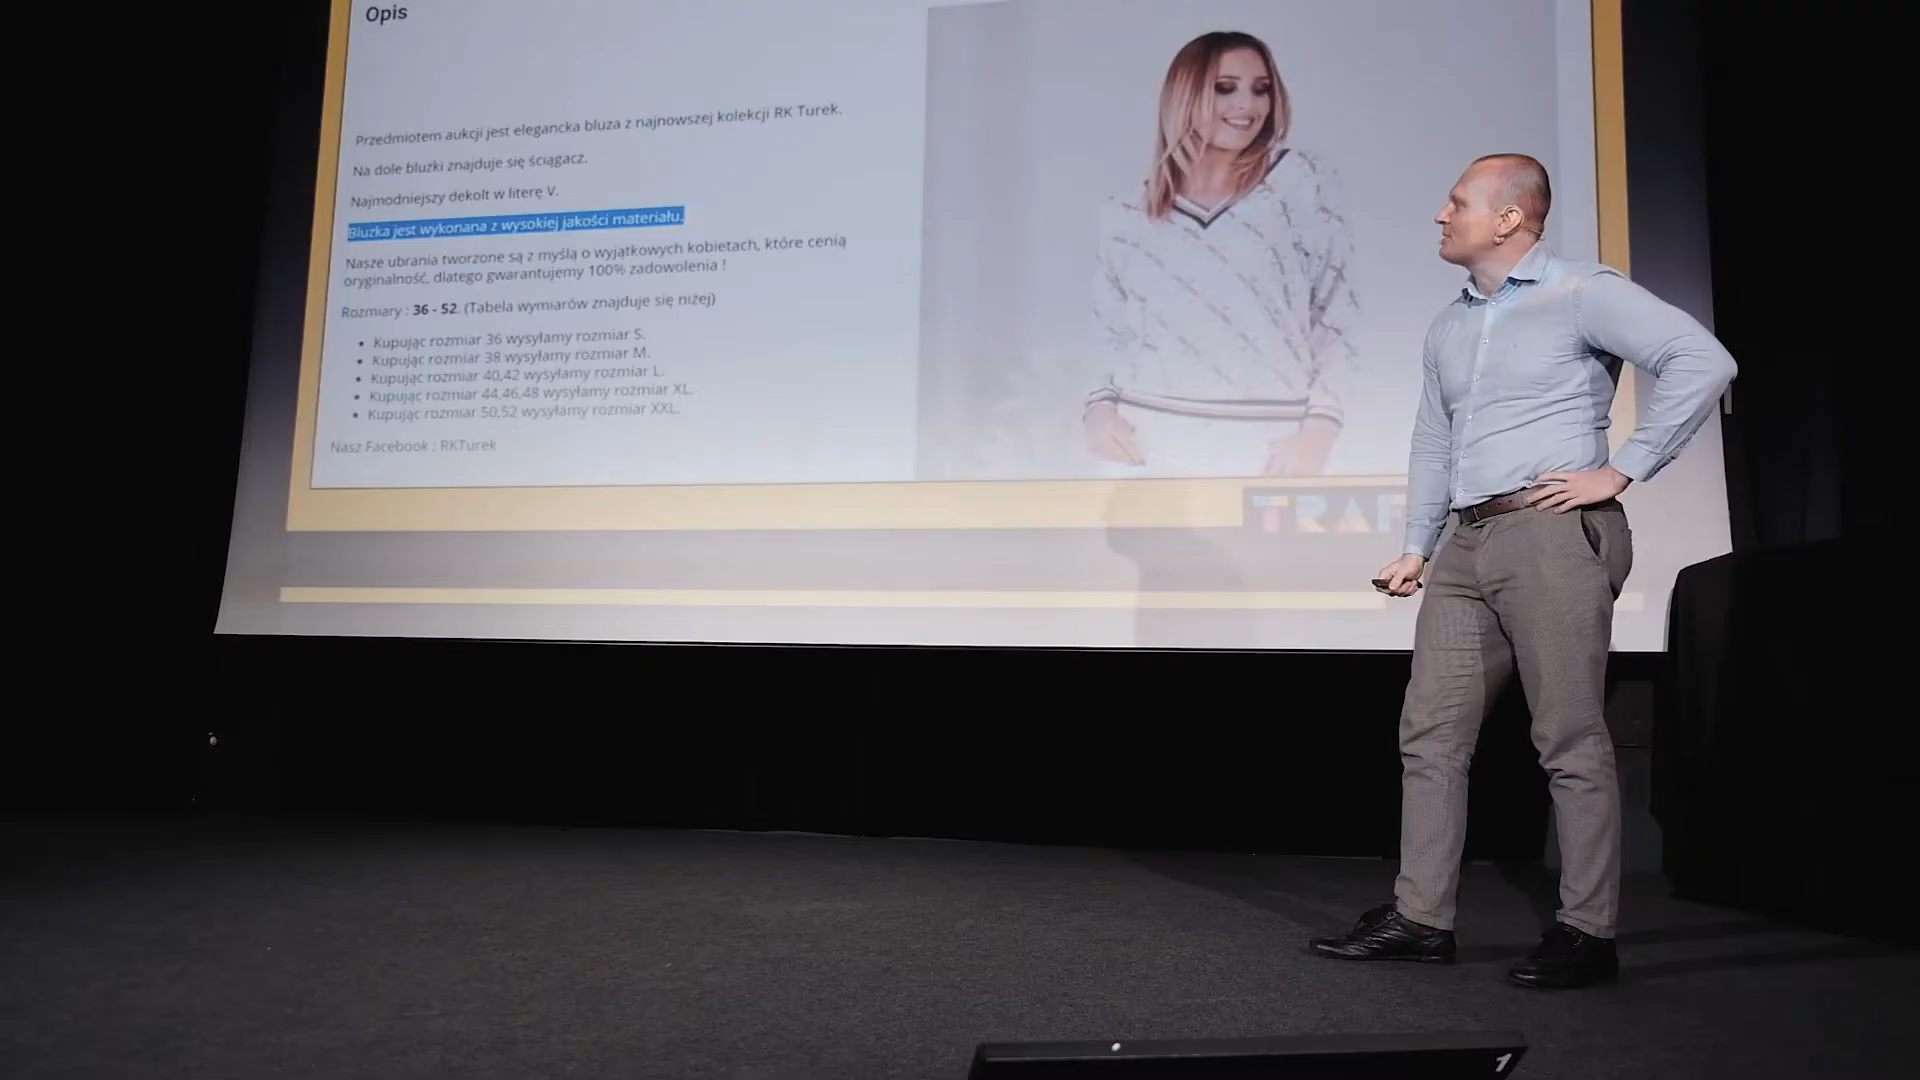 Opis
Przedmiotem aukcji jest elegancka bluza z najnowszej kolekcji RK Turek.
Na dole bluzki znajduje się ściągacz.
Najmodniejszy dekolt w literę V.
Bluzka jest wykonana z wysokiej jakości materiału.
Nasze ubrania tworzone są z myślą o wyjątkowych kobietach, które cenią
oryginalność, dlatego gwarantujemy 100% zadowolenia !
Rozmiary : 36 - 52. (Tabela wymiarów znajduje się niżej)
• Kupując rozmiar 36 wysyłamy rozmiar S.
• Kupując rozmiar 38 wysyłamy rozmiar M.
• Kupując rozmiar 40,42 wysyłamy rozmiar L.
• Kupując rozmiar 44,46,48 wysyłamy rozmiar XL.
• Kupując rozmiar 50,52 wysyłamy rozmiar XXL.
Nasz Facebook : RKTurek
1